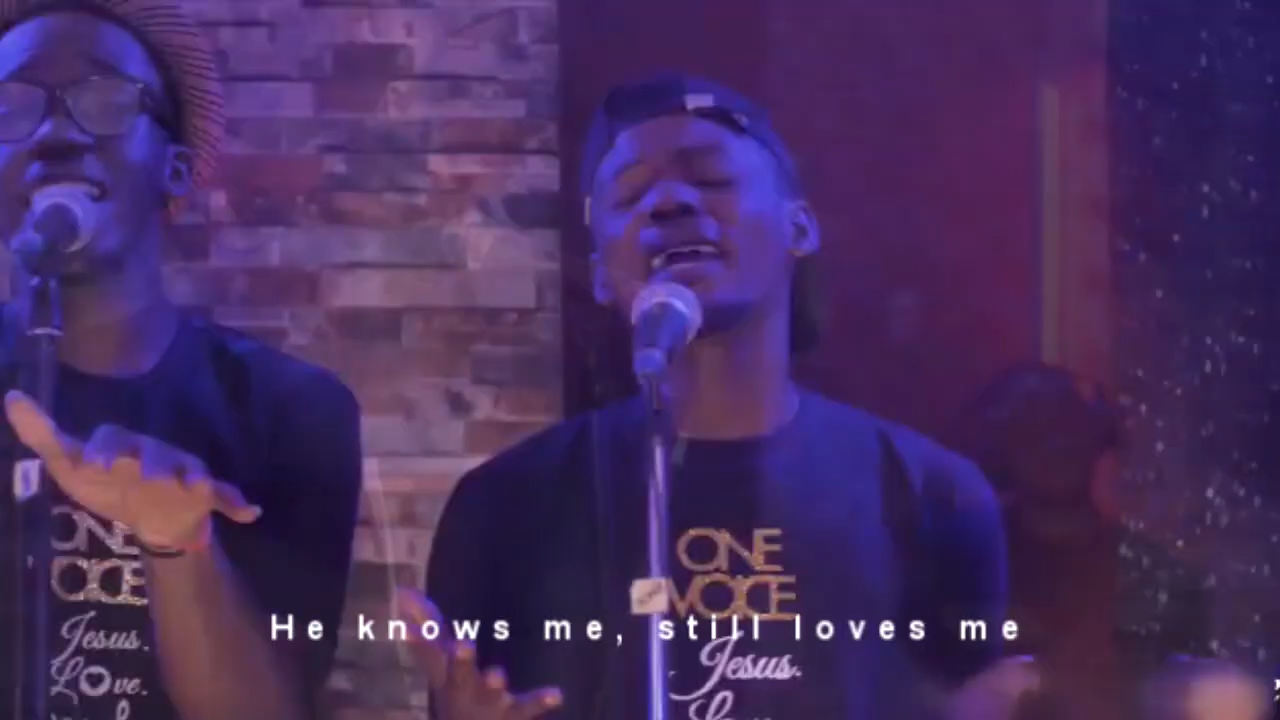 ONE
VOICE
Jesus.
Love.
ONE
VOICE
Jesus.
He knows me, still loves me